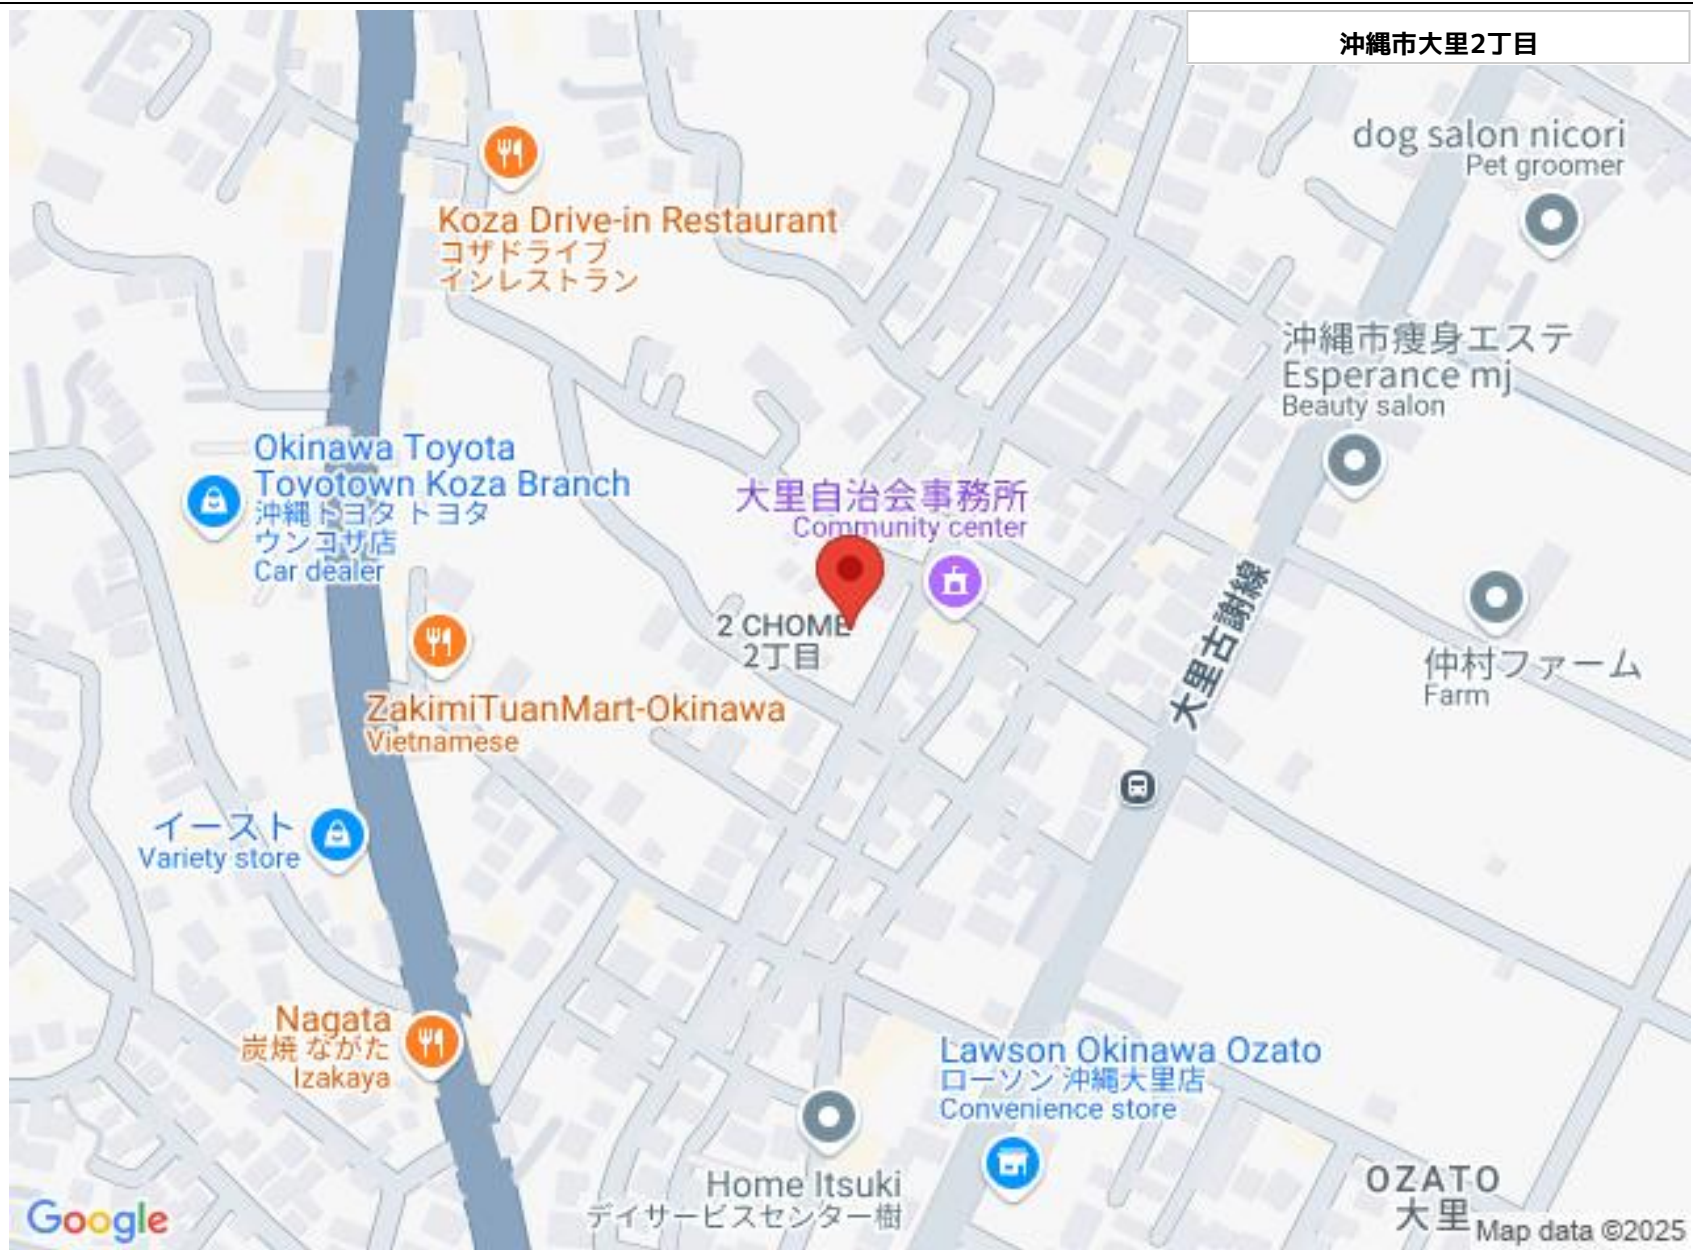 沖縄市大里2丁目
dog salon nicori
Pet groomer
Koza Drive-in Restaurant
コザドライブ
インレストラン
沖縄市痩身エステ
Esperance mj
Beauty salon
Okinawa Toyota
Toyotown Koza Branch
沖縄トヨタ トヨタ
ウンコザ店
Car dealer
大里自治会事務所
Community center
2 CHOME
2丁目
大里古謝線
仲村ファーム
Farm
ZakimiTuanMart-Okinawa
Vietnamese
イースト
Variety store
Nagata
炭焼 ながた
Izakaya
Lawson Okinawa Ozato
ローソン 沖縄大里店
Convenience store
Home Itsuki
デイサービスセンター樹
OZATO
大里
Google
Map data ©2025